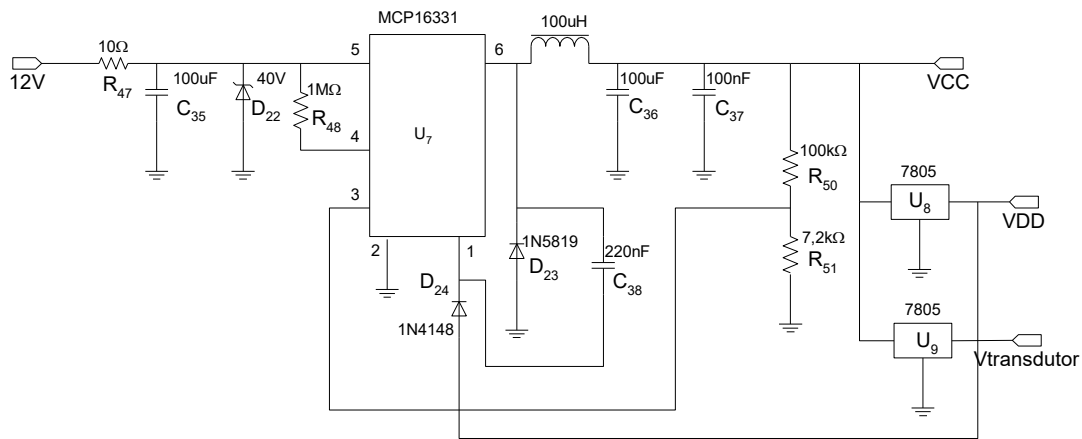 MCP16331
100uH
10Ω
5
6
12V
R47
100uF
C35
40V
D22
1MΩ
R48
4
U7
100uF
C36
100nF
C37
VCC
100kΩ
R50
7805
U8
VDD
3
2
1
1N5819
D23
220nF
C38
7,2kΩ
R51
D24
1N4148
7805
U9
Vtransdutor